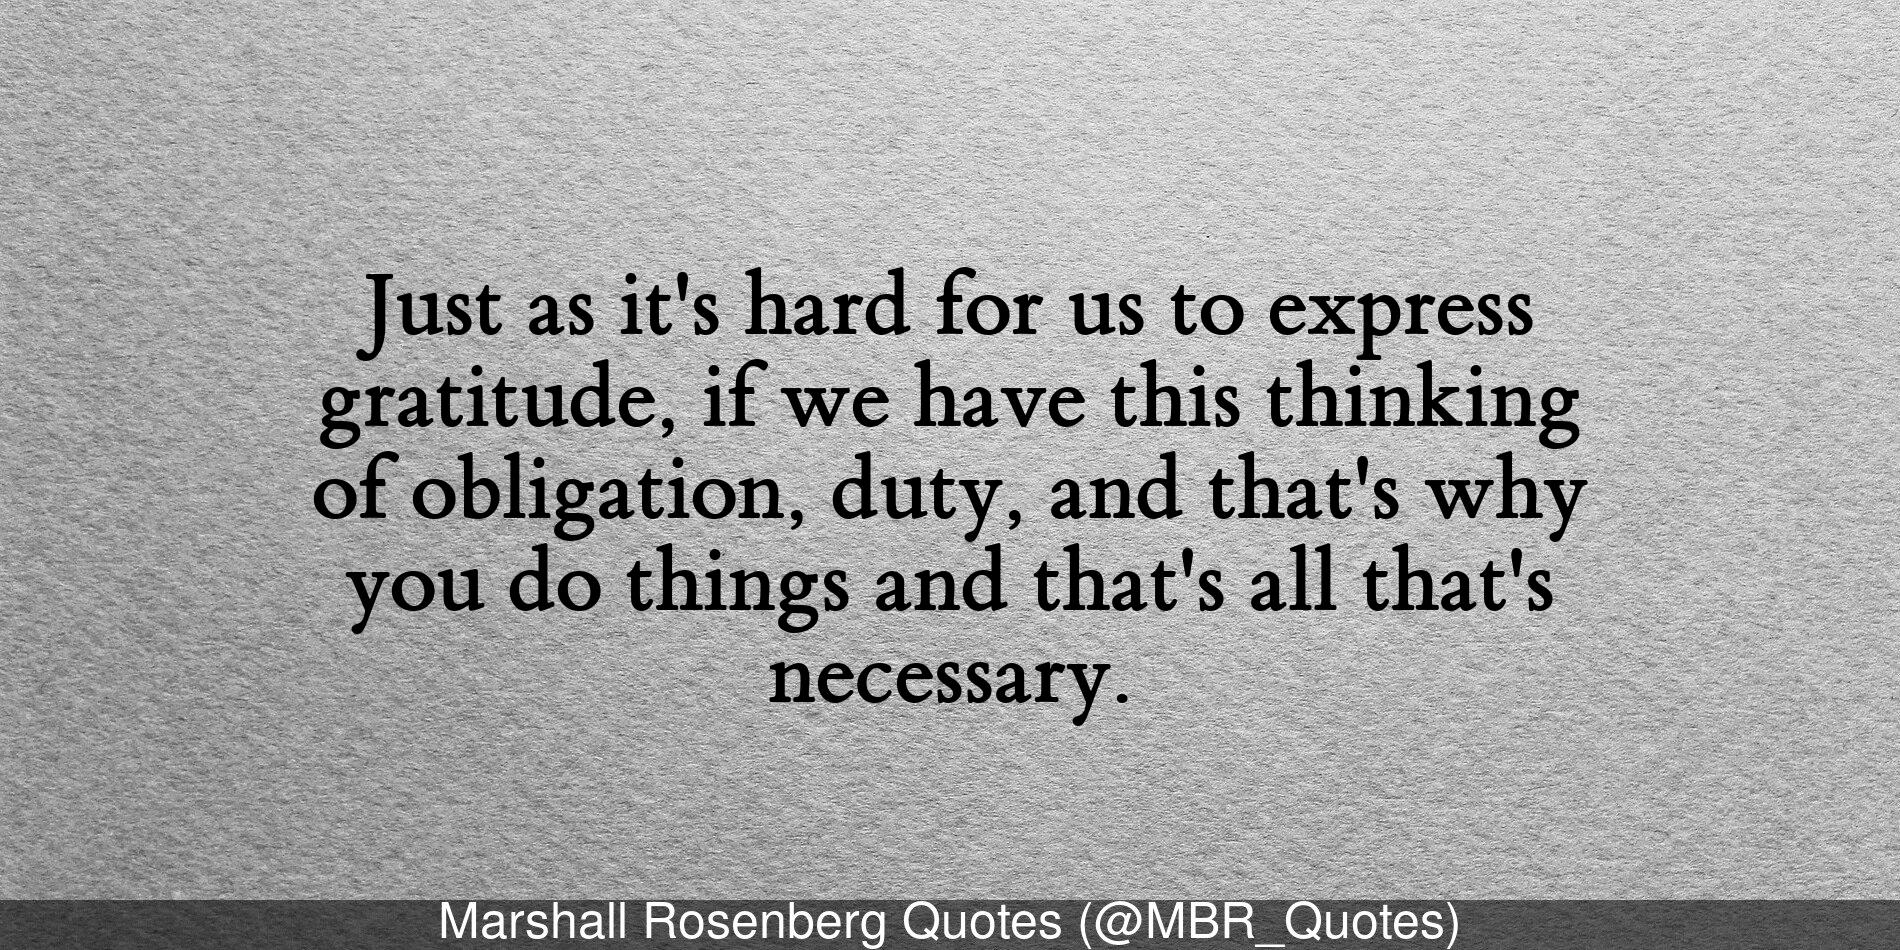 Just as it's hard for us to express
gratitude, if we have this thinking
of obligation, duty, and that's why
you do things and that's all that's
necessary.
Marshall Rosenberg Quotes (@MBR_Quotes)